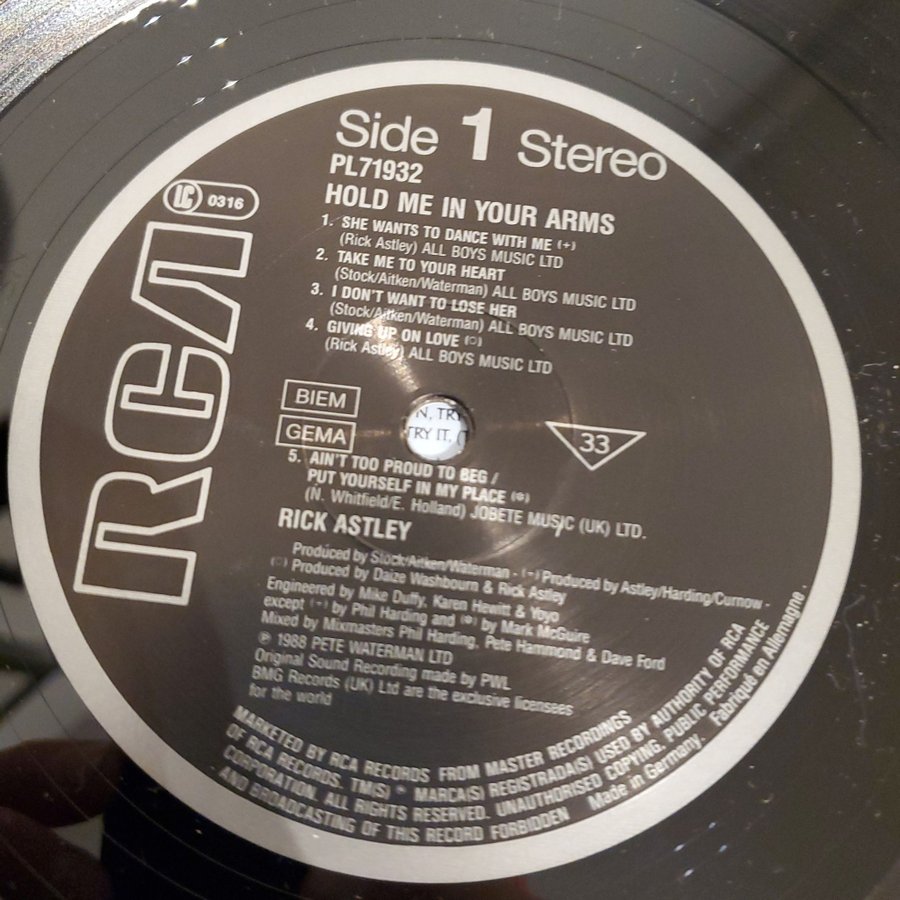 Side 1 Stereo
PL71932
HOLD ME IN YOUR ARMS
LC 0316
RCA
1. SHE WANTS TO DANCE WITH ME (+)
(Rick Astley) ALL BOYS MUSIC LTD
2. TAKE ME TO YOUR HEART
(Stock/Aitken/Waterman) ALL BOYS MUSIC LTD
3. I DON'T WANT TO LOSE HER
(Stock/Aitken/Waterman) ALL BOYS MUSIC LTD
4. GIVING UP ON LOVE (○)
(Rick Astley) ALL BOYS MUSIC LTD
BIEM
GEMA
N, TRY
TRY IT, (T
33
5. AIN'T TOO PROUD TO BEG /
PUT YOURSELF IN MY PLACE (*)
(N. Whitfield/E. Holland) JOBETE MUSIC (UK) LTD.
RICK ASTLEY
Produced by Stock/Aitken/Waterman - (+) Produced by Astley/Harding/Curnow -
(○) Produced by Daize Washbourn & Rick Astley
Engineered by Mike Duffy, Karen Hewitt & Yoyo
except (+) by Phil Harding and (*) by Mark McGuire
Mixed by Mixmasters Phil Harding, Pete Hammond & Dave Ford
℗ 1988 PETE WATERMAN LTD
Original Sound Recording made by PWL
BMG Records (UK) Ltd are the exclusive licensees
for the world
MARKETED BY RCA RECORDS FROM MASTER RECORDINGS
OF RCA RECORDS. TM(S) ® MARCA(S) REGISTRADA(S) USED BY AUTHORITY OF RCA
CORPORATION. ALL RIGHTS RESERVED. UNAUTHORISED COPYING, PUBLIC PERFORMANCE
AND BROADCASTING OF THIS RECORD FORBIDDEN Made in Germany. Fabriqué en Allemagne.